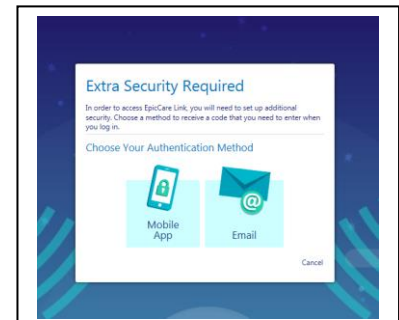 Extra Security Required
In order to access EpicCare Link, you will need to set up additional
security. Choose a method to receive a code that you need to enter when
you log in.
Choose Your Authentication Method
@
Mobile
App
Email
Cancel